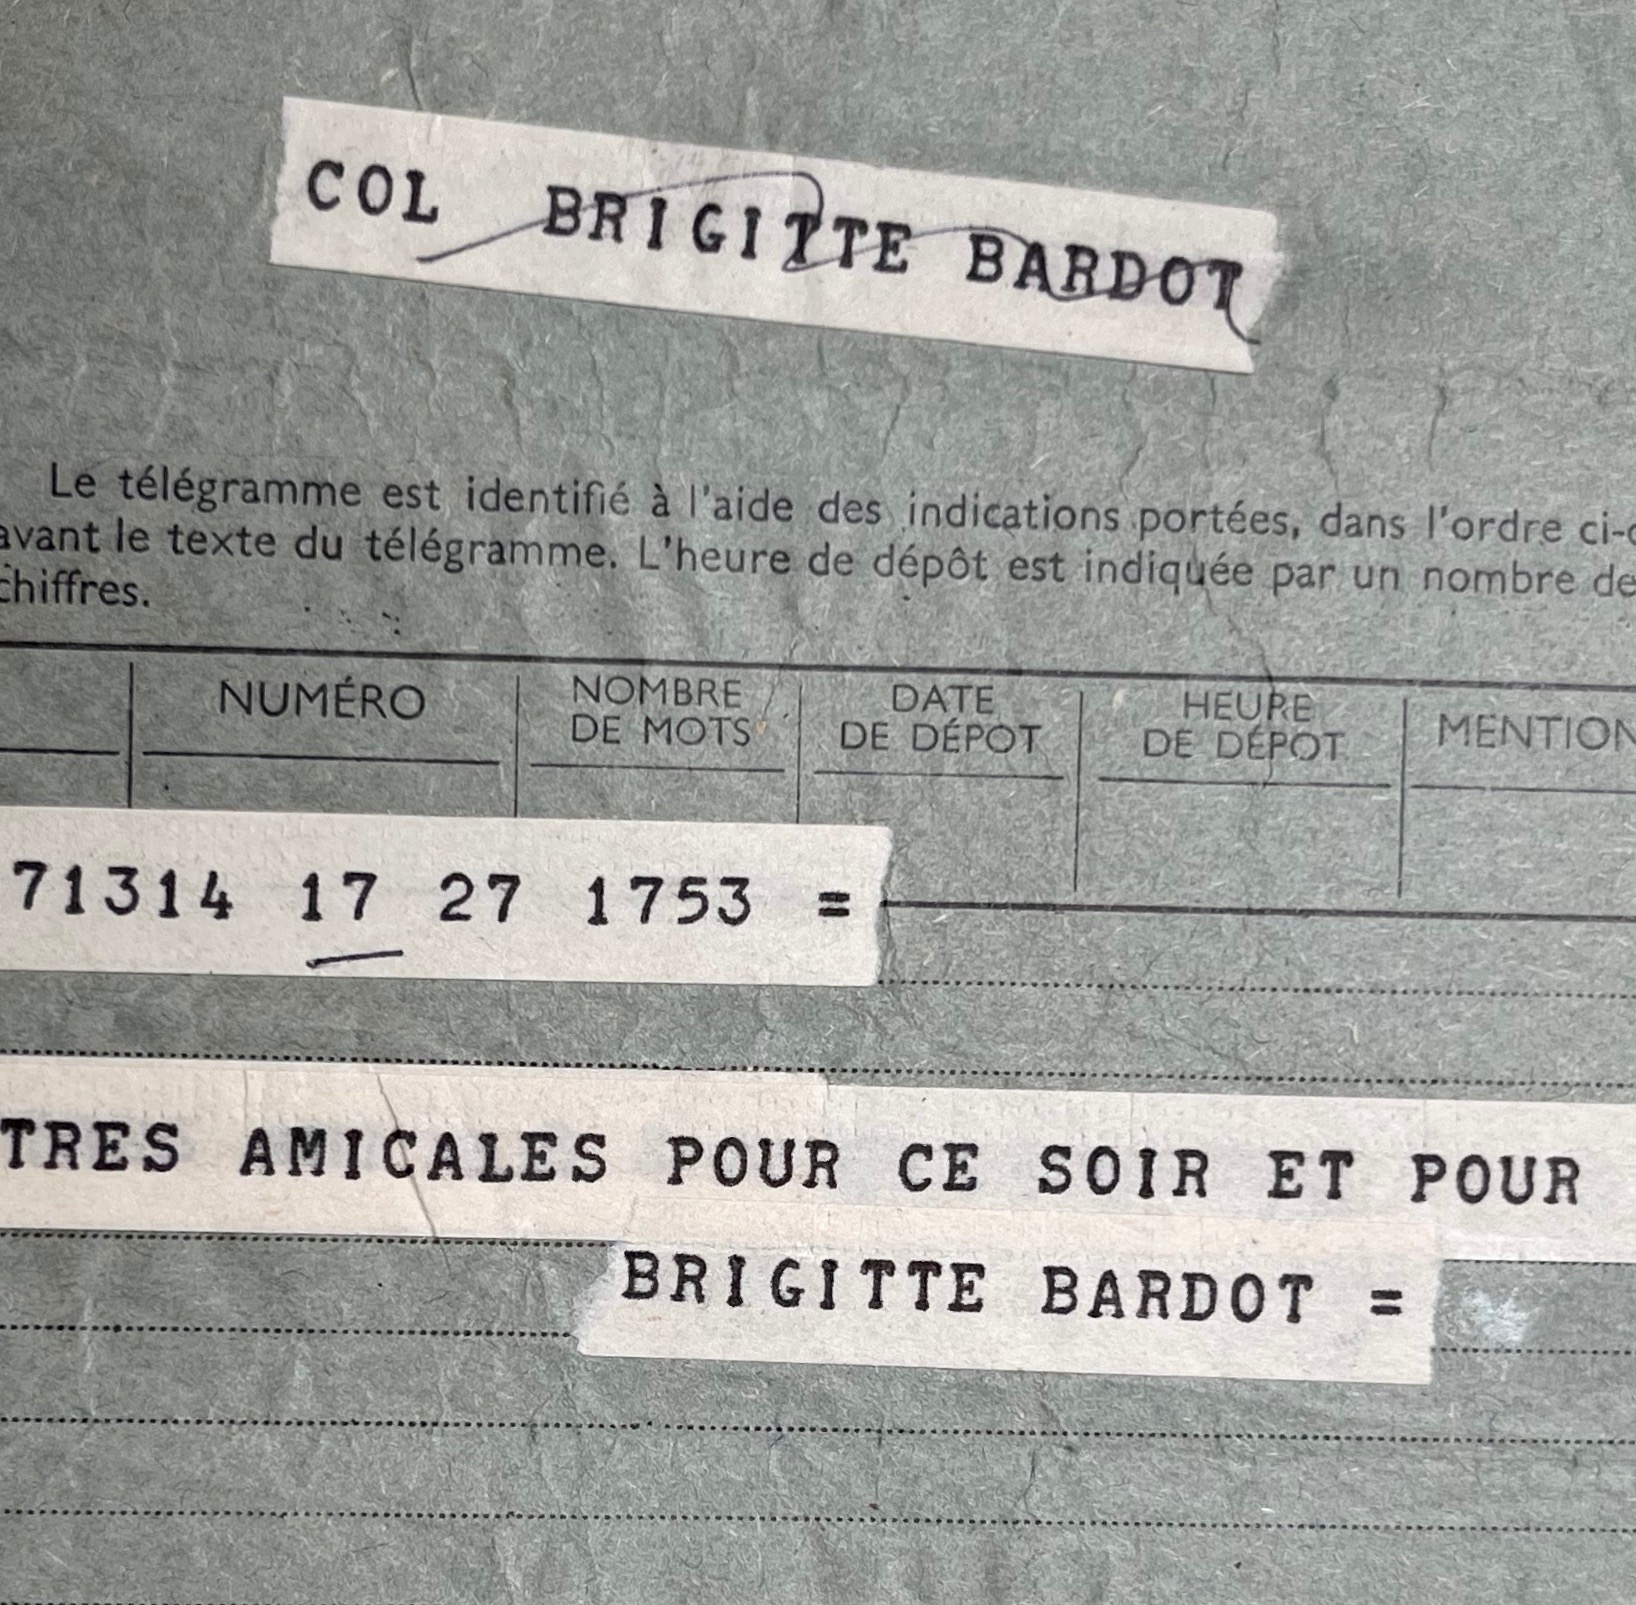 COL BRIGITTE BARDOT
Le télégramme est identifié à l'aide des indications portées, dans l'ordre ci-
avant le texte du télégramme. L'heure de dépôt est indiquée par un nombre de
chiffres.
NUMÉRO
NOMBRE DE MOTS
DATE DE DÉPOT
HEURE DE DÉPOT
MENTION
71314 17 27 1753 =
TRES AMICALES POUR CE SOIR ET POUR
BRIGITTE BARDOT =